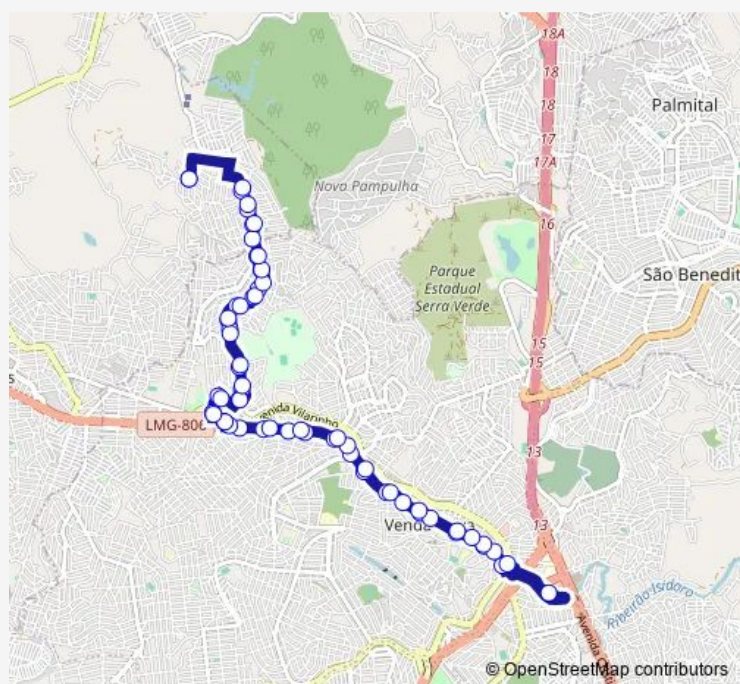 18A
18
Palmital
18
17
17A
Nova Pampulha
16
Parque
Estadual
Serra Verde
São Benedit
15
15
s
Avenida Vilarinho
LMG-806
13
13
Venda
Ribeirão Isidoro
Avenida
© OpenStreetMap contributors